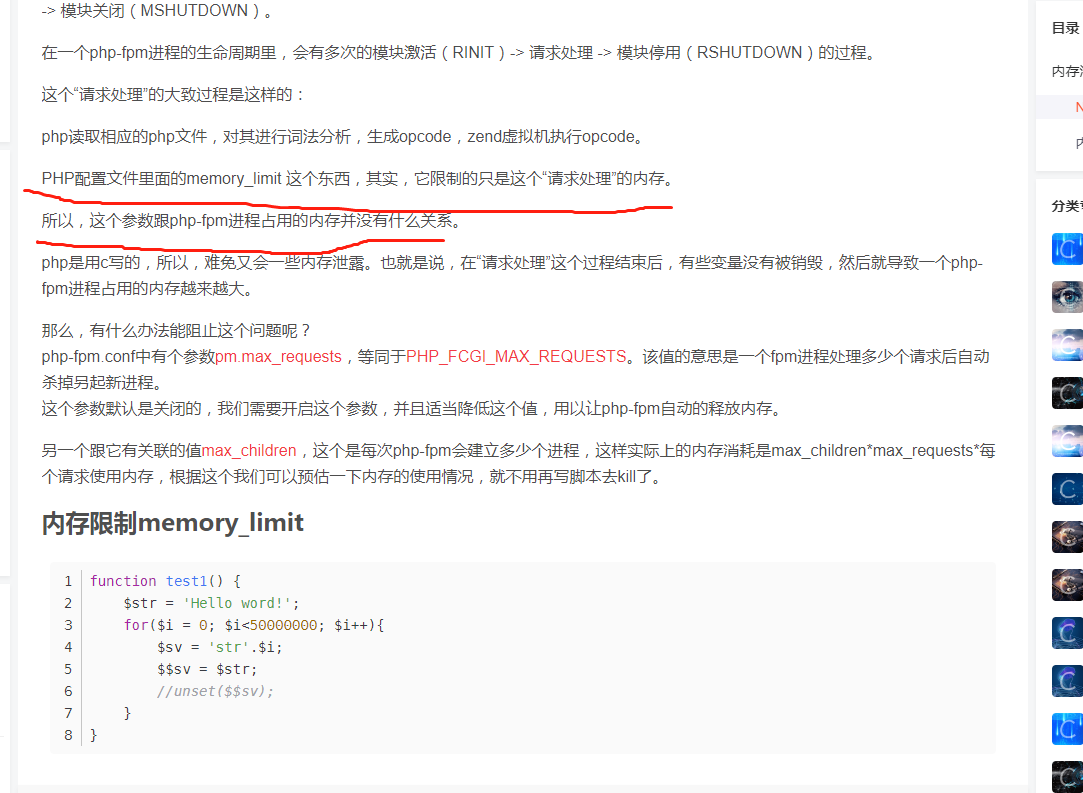 -> 模块关闭（MSHUTDOWN）。
在一个php-fpm进程的生命周期里，会有多次的模块激活（RINIT）-> 请求处理 -> 模块停用（RSHUTDOWN）的过程。
这个“请求处理”的大致过程是这样的：
php读取相应的php文件，对其进行词法分析，生成opcode，zend虚拟机执行opcode。
PHP配置文件里面的memory_limit 这个东西，其实，它限制的只是这个“请求处理”的内存。
所以，这个参数跟php-fpm进程占用的内存并没有什么关系。
php是用c写的，所以，难免又会一些内存泄露。也就是说，在“请求处理”这个过程结束后，有些变量没有被销毁，然后就导致一个php-
fpm进程占用的内存越来越大。
那么，有什么办法能阻止这个问题呢？
php-fpm.conf中有个参数pm.max_requests，等同于PHP_FCGI_MAX_REQUESTS。该值的意思是一个fpm进程处理多少个请求后自动
杀掉另起新进程。
这个参数默认是关闭的，我们需要开启这个参数，并且适当降低这个值，用以让php-fpm自动的释放内存。
另一个跟它有关联的值max_children，这个是每次php-fpm会建立多少个进程，这样实际上的内存消耗是max_children*max_requests*每
个请求使用内存，根据这个我们可以预估一下内存的使用情况，就不用再写脚本去kill了。
内存限制memory_limit
1 function test1() {
2 $str = 'Hello word!';
3 for($i = 0; $i<50000000; $i++){
4 $sv = 'str'.$i;
5 $$sv = $str;
6 //unset($$sv);
7 }
8 }
目录
内存
N
内
分类